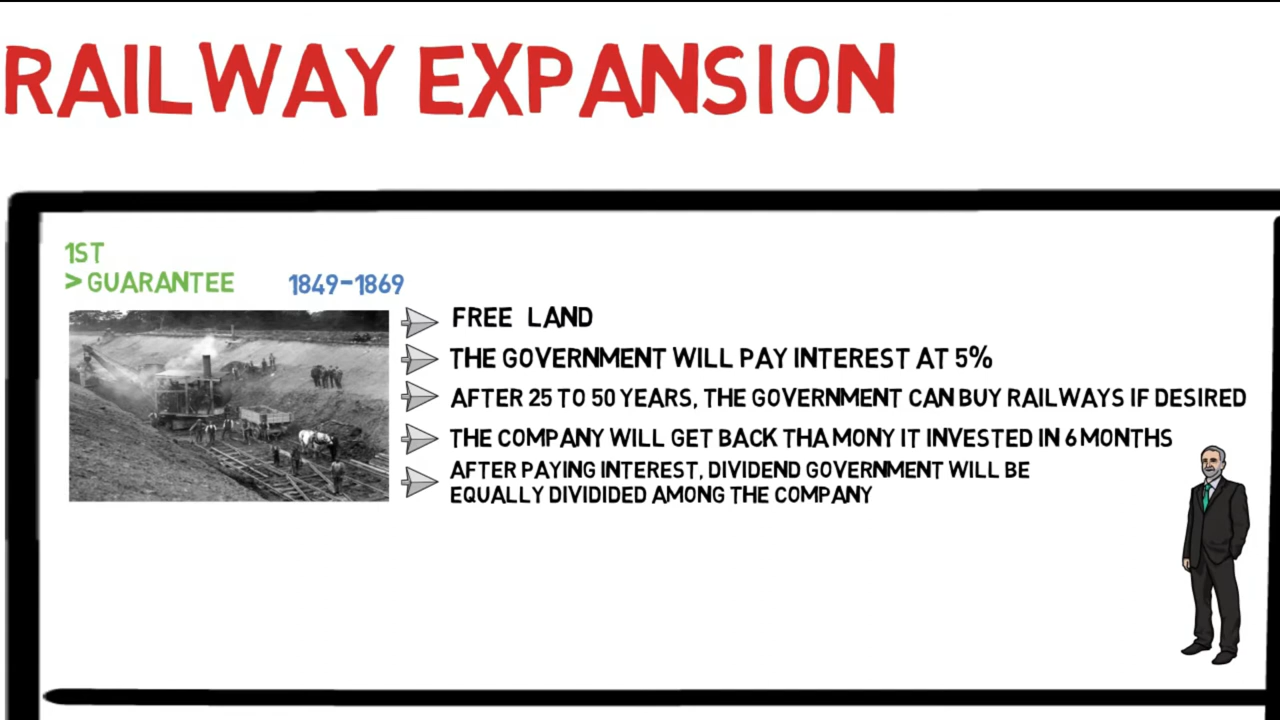 RAILWAY EXPANSION
1ST
> GUARANTEE 1849-1869
FREE LAND
THE GOVERNMENT WILL PAY INTEREST AT 5%
AFTER 25 TO 50 YEARS, THE GOVERNMENT CAN BUY RAILWAYS IF DESIRED
THE COMPANY WILL GET BACK THA MONY IT INVESTED IN 6 MONTHS
AFTER PAYING INTEREST, DIVIDEND GOVERNMENT WILL BE
EQUALLY DIVIDIDED AMONG THE COMPANY